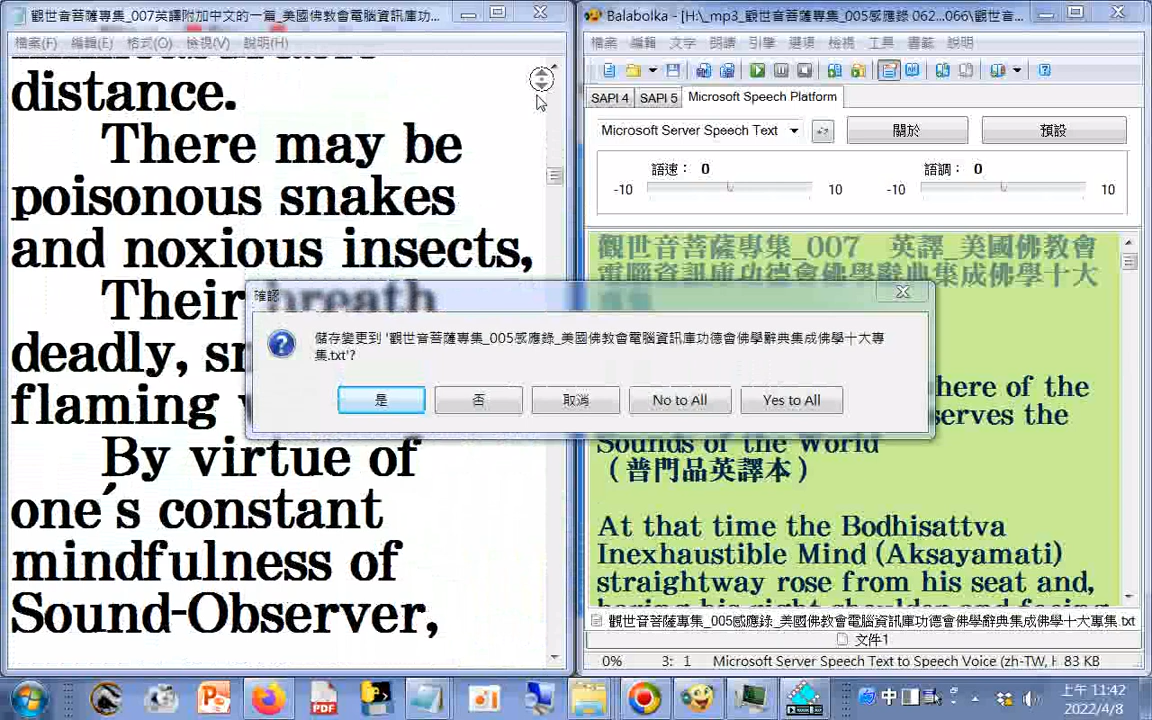 觀世音菩薩專集_007英譯附加中文的一篇_美國佛教會電腦資訊庫功...
檔案(F) 編輯(E) 格式(O) 檢視(V) 說明(H)
distance.
There may be
poisonous snakes
and noxious insects,
Their breath
deadly, sm
flaming
By virtue of
one's constant
mindfulness of
Sound-Observer,
Balabolka - [H:\_mp3_觀世音菩薩專集_005感應錄 062...066\觀世音...
檔案 編輯 文字 朗讀 引擎 選項 檢視 工具 書籤 說明
SAPI 4 SAPI 5 Microsoft Speech Platform
Microsoft Server Speech Text 關於 預設
語速： 0 語調： 0
-10 10 -10 10
觀世音菩薩專集_007 英譯_美國佛教會
電腦資訊庫功德會佛學辭典集成佛學十大
確認
儲存變更到 '觀世音菩薩專集_005感應錄_美國佛教會電腦資訊庫功德會佛學辭典集成佛學十大專
集.txt'?
是 否 取消 No to All Yes to All
here of the
serves the
Sounds of the World
（普門品英譯本）
At that time the Bodhisattva
Inexhaustible Mind (Aksayamati)
straightway rose from his seat and,
baring his right shoulder and facing
觀世音菩薩專集_005感應錄_美國佛教會電腦資訊庫功德會佛學辭典集成佛學十大專集.txt
文件1
0% 3: 1 Microsoft Server Speech Text to Speech Voice (zh-TW, H 83 KB
中
上午 11:42
2022/4/8